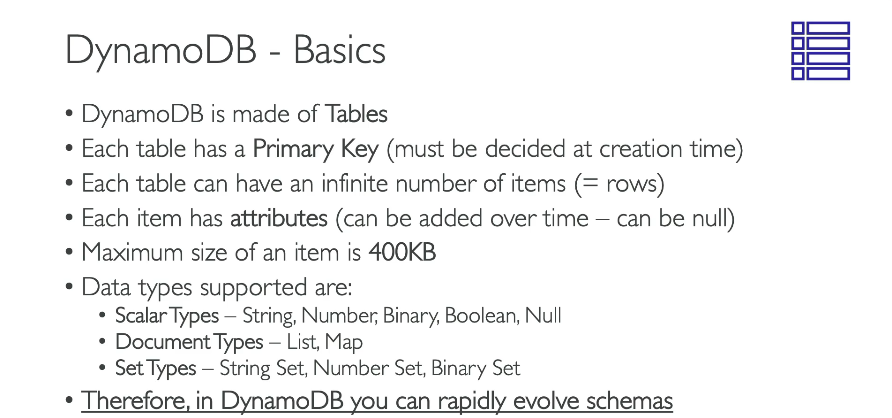 DynamoDB - Basics
• DynamoDB is made of Tables
• Each table has a Primary Key (must be decided at creation time)
• Each table can have an infinite number of items (= rows)
• Each item has attributes (can be added over time – can be null)
• Maximum size of an item is 400KB
• Data types supported are:
• Scalar Types – String, Number, Binary, Boolean, Null
• Document Types – List, Map
• Set Types – String Set, Number Set, Binary Set
• Therefore, in DynamoDB you can rapidly evolve schemas